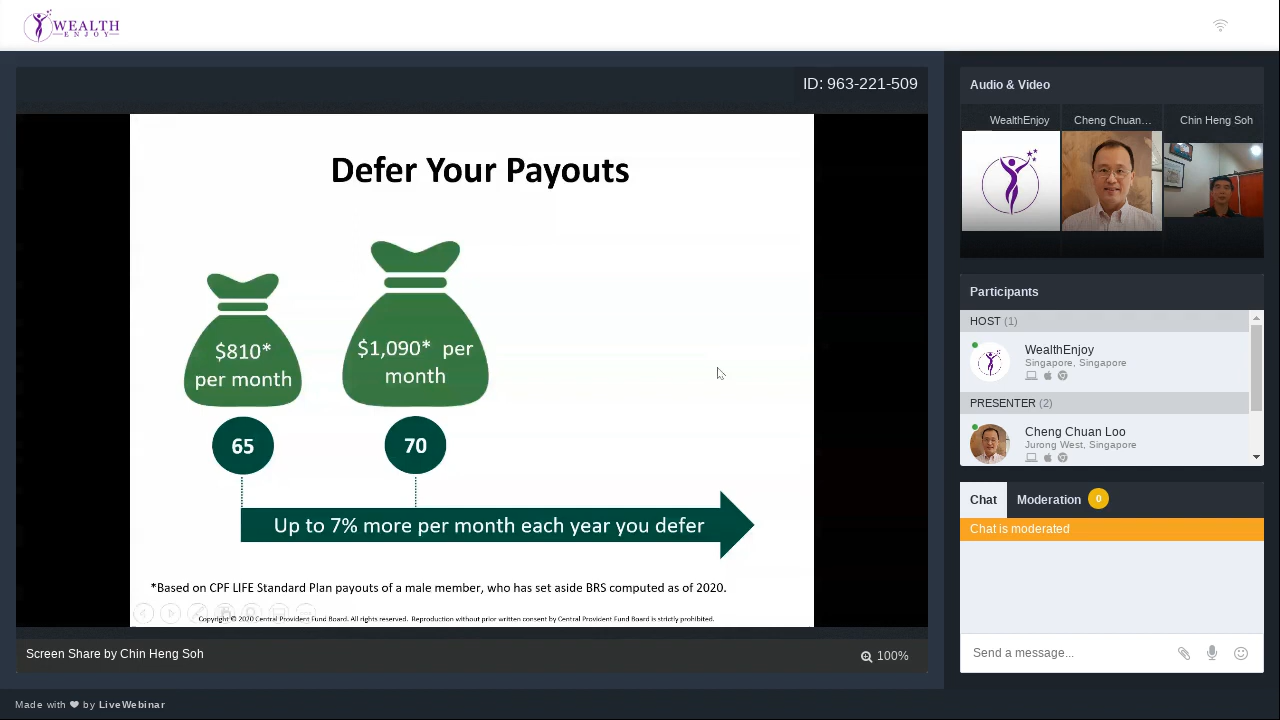 WEALTH
ENJOY
ID: 963-221-509
Defer Your Payouts
$810*
per month
$1,090* per
month
65
70
Up to 7% more per month each year you defer
*Based on CPF LIFE Standard Plan payouts of a male member, who has set aside BRS computed as of 2020.
Copyright © 2020 Central Provident Fund Board. All rights reserved. Reproduction without prior written consent by Central Provident Fund Board is strictly prohibited.
Screen Share by Chin Heng Soh
100%
Made with ❤ by LiveWebinar
Audio & Video
WealthEnjoy
Cheng Chuan...
Chin Heng Soh
Participants
HOST (1)
WealthEnjoy
Singapore, Singapore
PRESENTER (2)
Cheng Chuan Loo
Jurong West, Singapore
Chat
Moderation
0
Chat is moderated
Send a message...